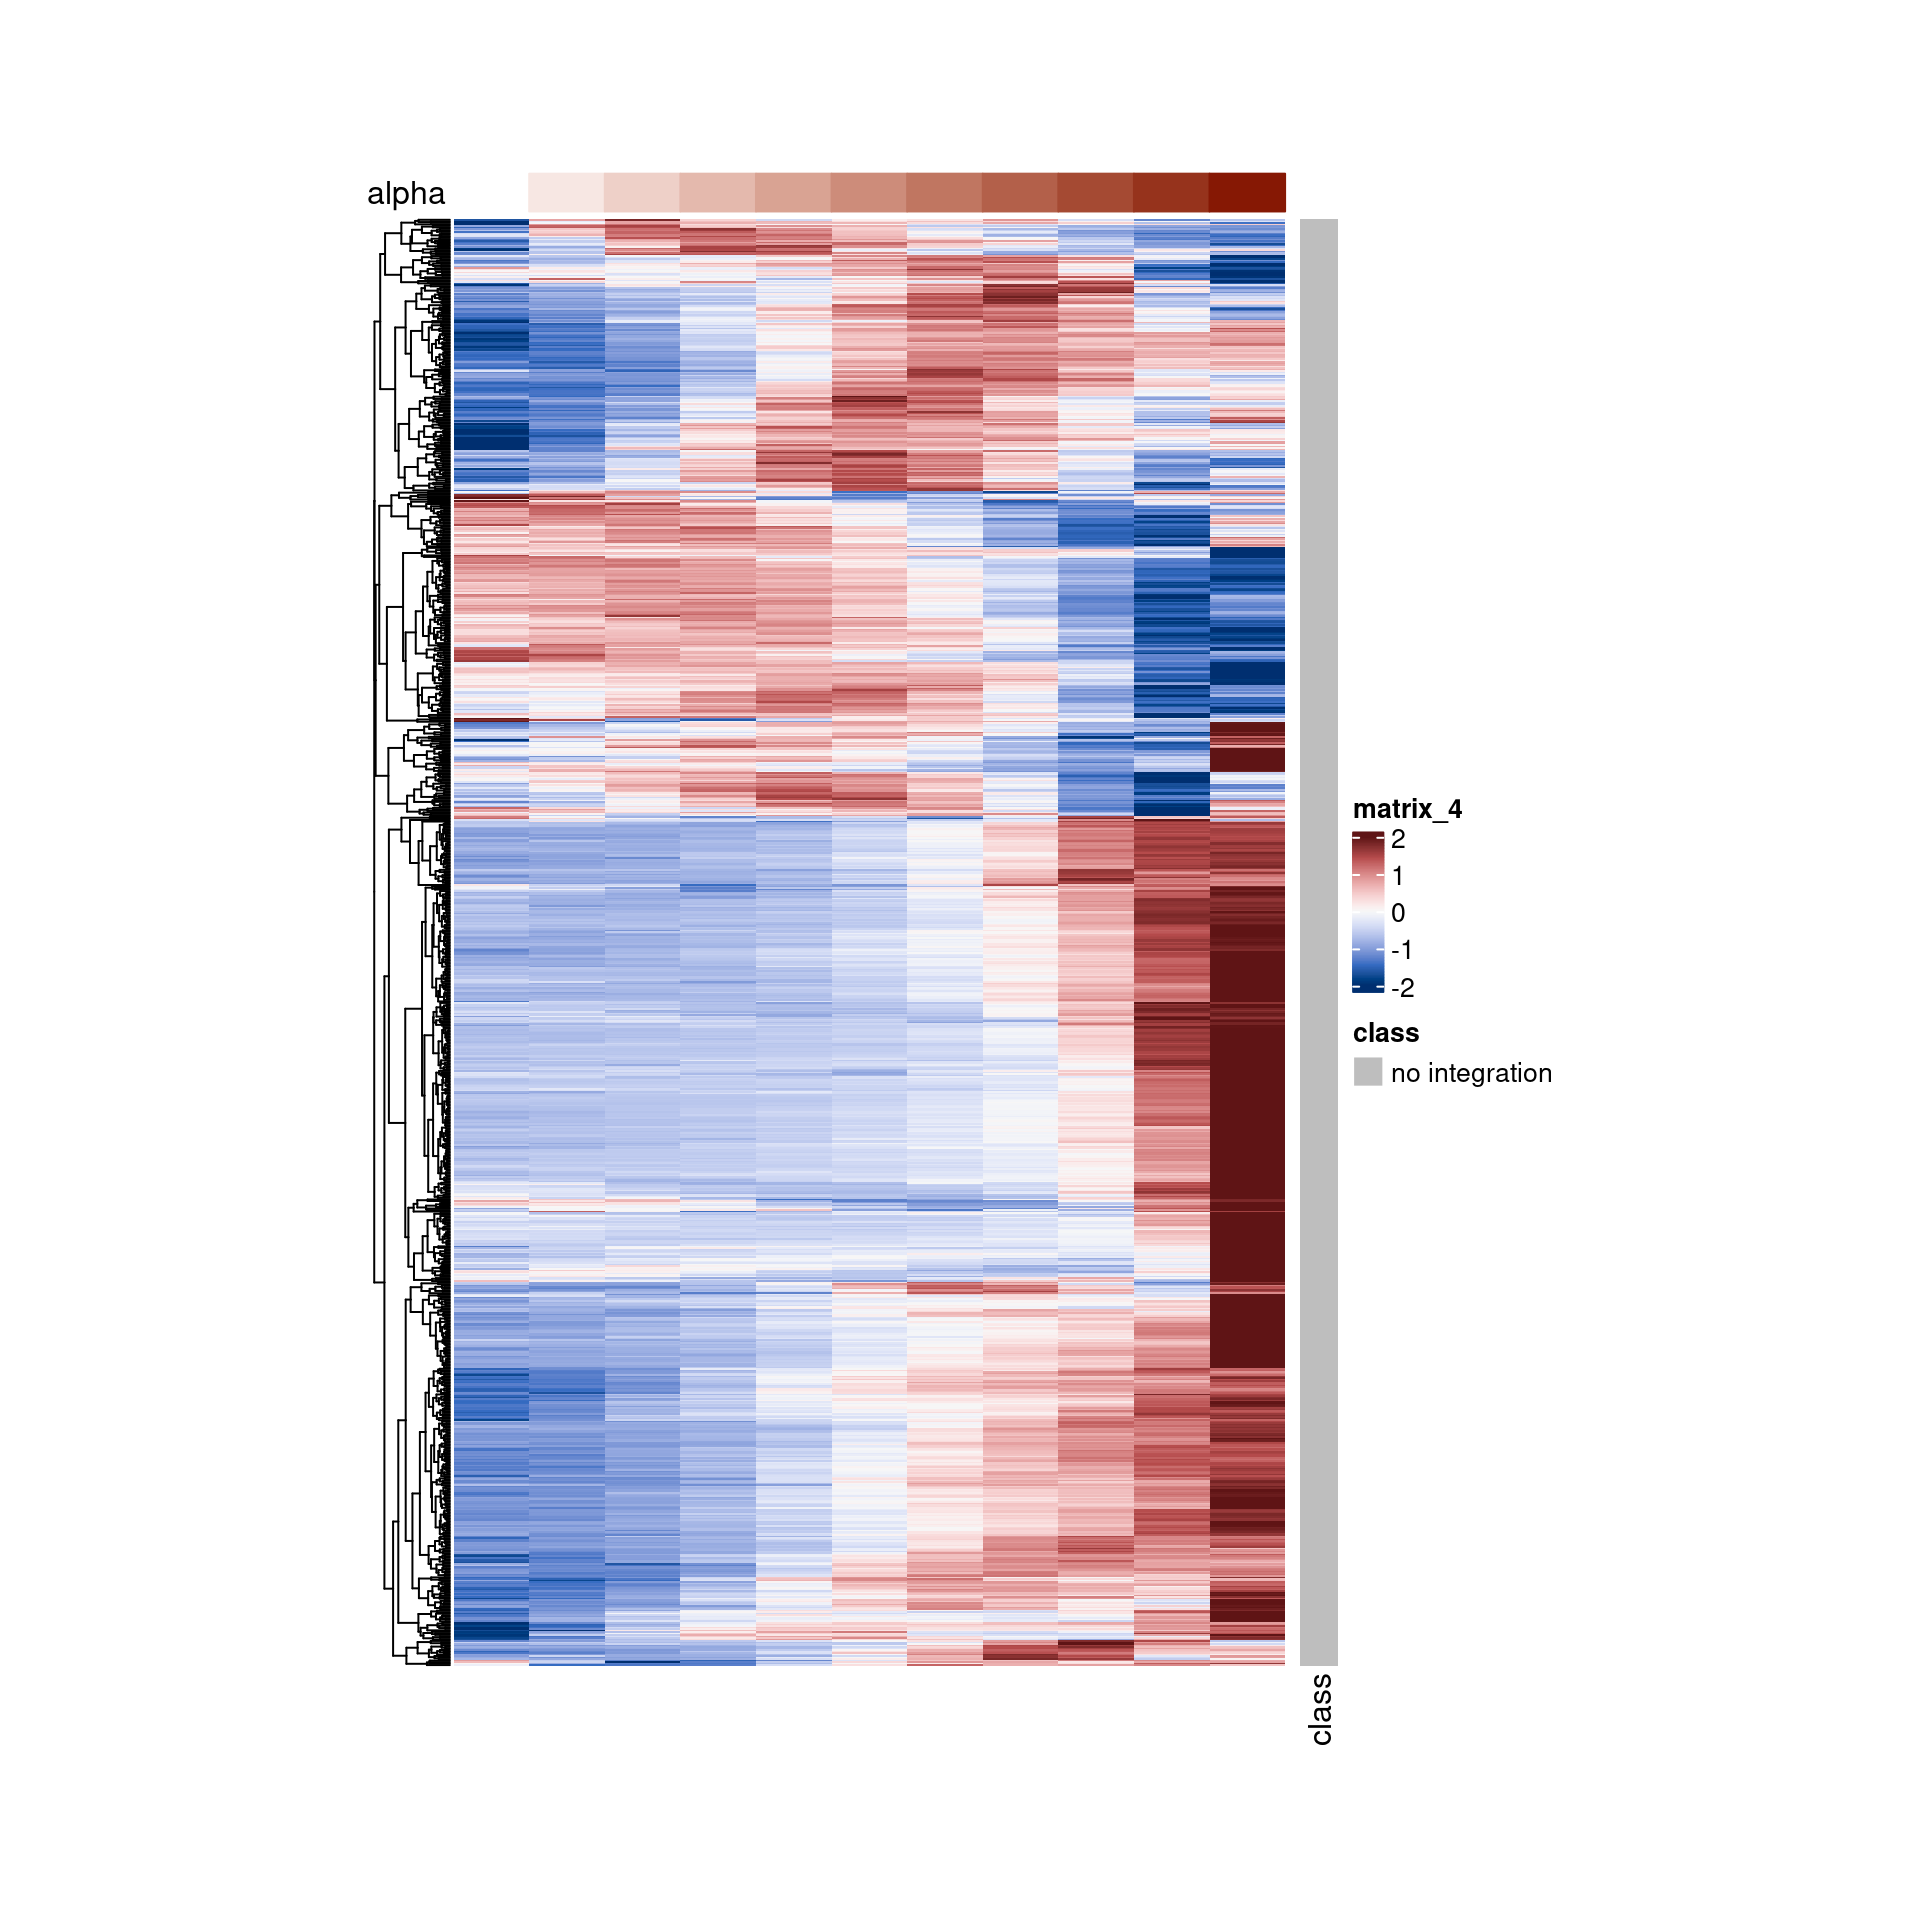 alpha
matrix_4
2
1
0
-1
-2
class
no integration
class